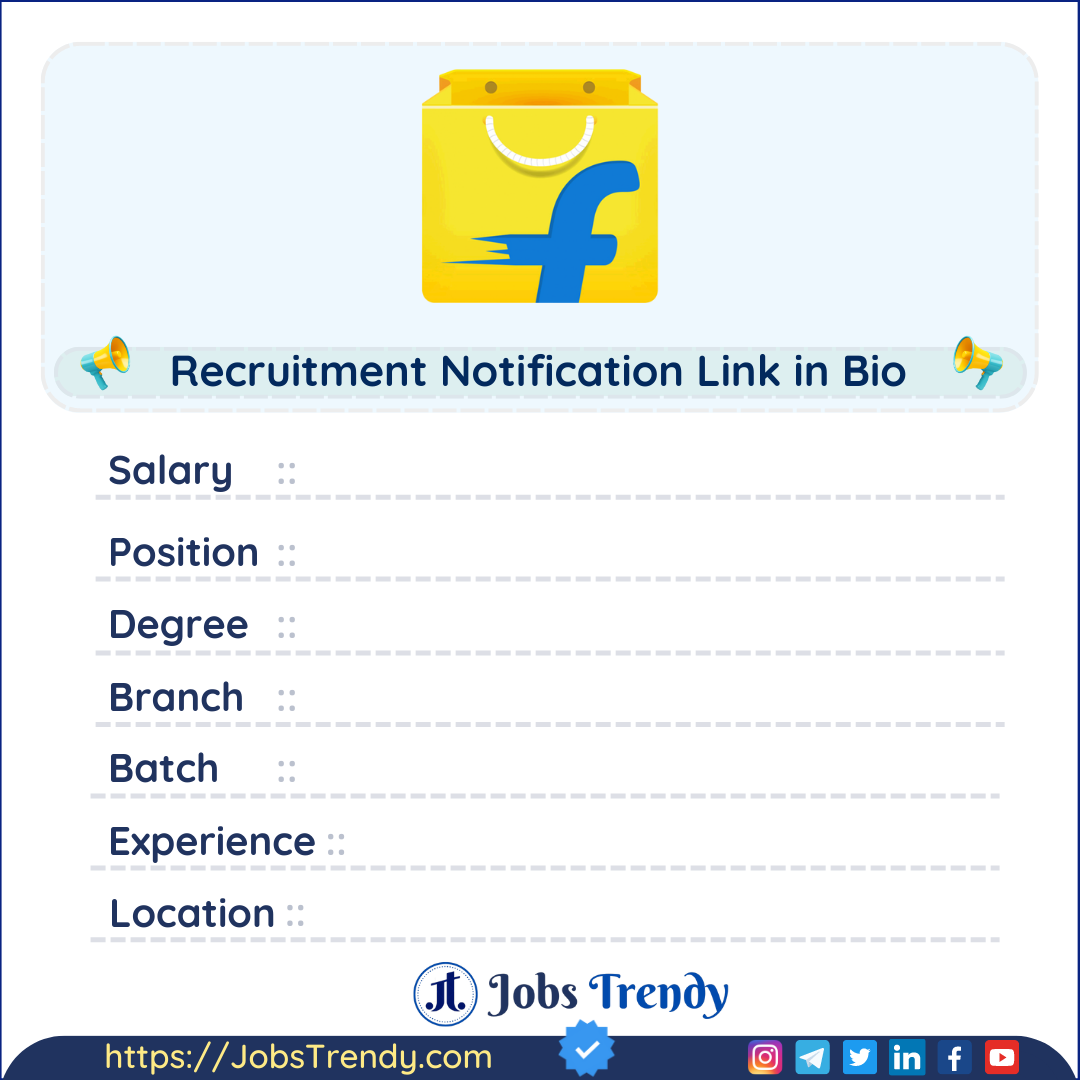 Recruitment Notification Link in Bio
Salary ::
Position ::
Degree ::
Branch ::
Batch ::
Experience ::
Location ::
Jobs Trendy
https://JobsTrendy.com